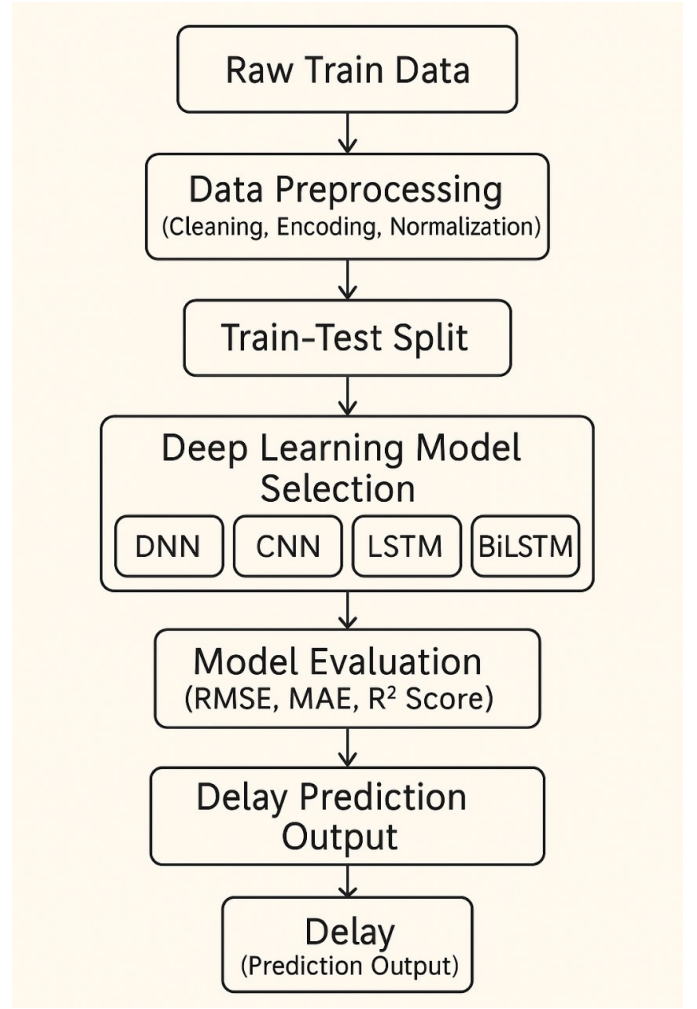 Raw Train Data
Data Preprocessing
(Cleaning, Encoding, Normalization)
Train-Test Split
Deep Learning Model
Selection
DNN
CNN
LSTM
BiLSTM
Model Evaluation
(RMSE, MAE, R² Score)
Delay Prediction
Output
Delay
(Prediction Output)